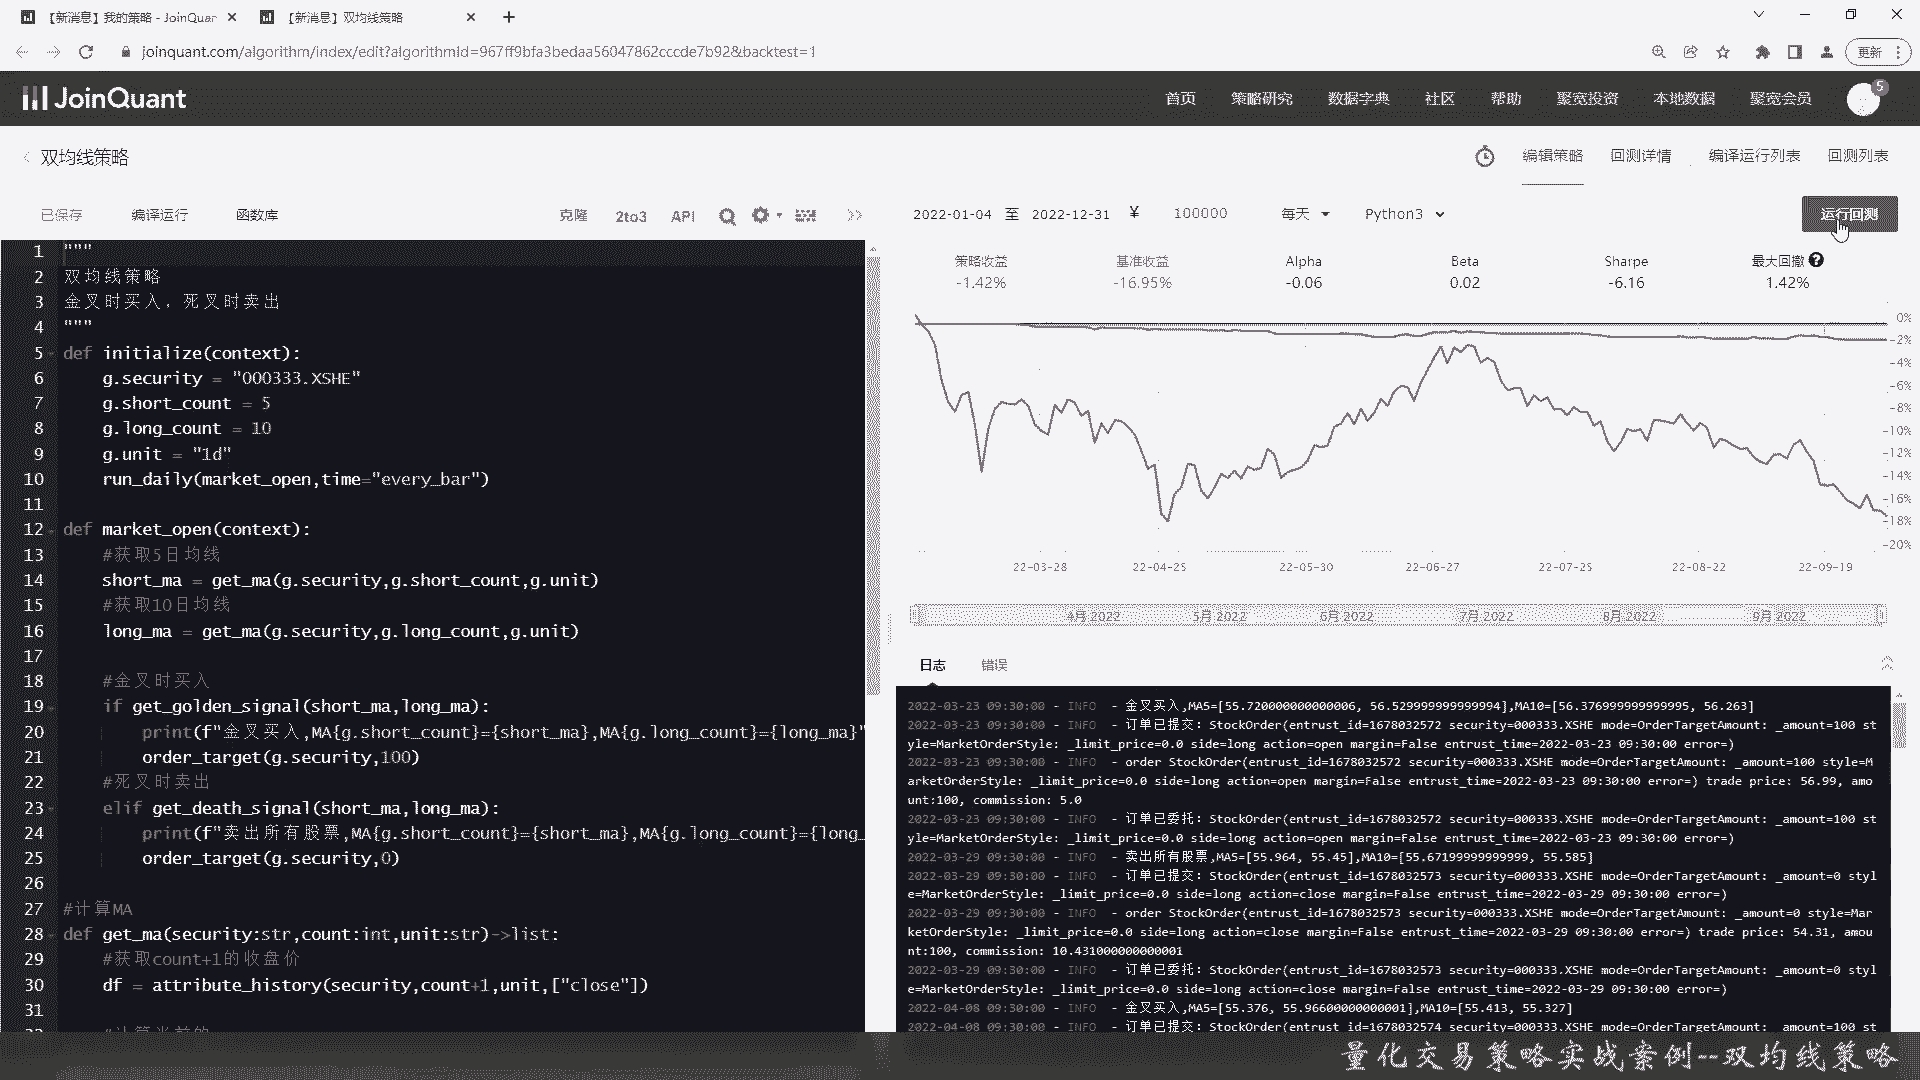 【新消息】我的策略 - JoinQuar
【新消息】双均线策略
joinquant.com/algorithm/index/edit?algorithmId=967ff9bfa3bedaa56047862cccde7b92&backtest=1
更新
JoinQuant
首页 策略研究 数据字典 社区 帮助 聚宽投资 本地数据 聚宽会员 5
双均线策略
编辑策略 回测详情 编译运行列表 回测列表
已保存 编译运行 函数库 克隆 2to3 API
2022-01-04 至 2022-12-31 ¥ 100000 每天 Python3 运行回测
策略收益 基准收益 Alpha Beta Sharpe 最大回撤
-1.42% -16.95% -0.06 0.02 -6.16 1.42%
1 """
2 双均线策略
3 金叉时买入，死叉时卖出
4 """
5 def initialize(context):
6 g.security = "000333.XSHE"
7 g.short_count = 5
8 g.long_count = 10
9 g.unit = "1d"
10 run_daily(market_open,time="every_bar")
11
12 def market_open(context):
13 #获取5日均线
14 short_ma = get_ma(g.security,g.short_count,g.unit)
15 #获取10日均线
16 long_ma = get_ma(g.security,g.long_count,g.unit)
17
18 #金叉时买入
19 if get_golden_signal(short_ma,long_ma):
20 print(f"金叉买入,MA{g.short_count}={short_ma},MA{g.long_count}={long_ma}"
21 order_target(g.security,100)
22 #死叉时卖出
23 elif get_death_signal(short_ma,long_ma):
24 print(f"卖出所有股票,MA{g.short_count}={short_ma},MA{g.long_count}={long_
25 order_target(g.security,0)
26
27 #计算MA
28 def get_ma(security:str,count:int,unit:str)->list:
29 #获取count+1的收盘价
30 df = attribute_history(security,count+1,unit,["close"])
31
0%
-2%
-4%
-6%
-8%
-10%
-12%
-14%
-16%
-18%
-20%
22-03-28 22-04-25 22-05-30 22-06-27 22-07-25 22-08-22 22-09-19
4月 2022 5月 2022 6月 2022 7月 2022 8月 2022 9月 2022
日志 错误
2022-03-23 09:30:00 - INFO - 金叉买入,MA5=[55.720000000000006, 56.529999999999994],MA10=[56.376999999999995, 56.263]
2022-03-23 09:30:00 - INFO - 订单已提交：StockOrder(entrust_id=1678032572 security=000333.XSHE mode=OrderTargetAmount: _amount=100 st
yle=MarketOrderStyle: _limit_price=0.0 side=long action=open margin=False entrust_time=2022-03-23 09:30:00 error=)
2022-03-23 09:30:00 - INFO - order StockOrder(entrust_id=1678032572 security=000333.XSHE mode=OrderTargetAmount: _amount=100 style=M
arketOrderStyle: _limit_price=0.0 side=long action=open margin=False entrust_time=2022-03-23 09:30:00 error=) trade price: 56.99, amo
unt:100, commission: 5.0
2022-03-23 09:30:00 - INFO - 订单已委托：StockOrder(entrust_id=1678032572 security=000333.XSHE mode=OrderTargetAmount: _amount=100 st
yle=MarketOrderStyle: _limit_price=0.0 side=long action=open margin=False entrust_time=2022-03-23 09:30:00 error=)
2022-03-29 09:30:00 - INFO - 卖出所有股票,MA5=[55.964, 55.45],MA10=[55.67199999999999, 55.585]
2022-03-29 09:30:00 - INFO - 订单已提交：StockOrder(entrust_id=1678032573 security=000333.XSHE mode=OrderTargetAmount: _amount=0 styl
e=MarketOrderStyle: _limit_price=0.0 side=long action=close margin=False entrust_time=2022-03-29 09:30:00 error=)
2022-03-29 09:30:00 - INFO - order StockOrder(entrust_id=1678032573 security=000333.XSHE mode=OrderTargetAmount: _amount=0 style=Mar
ketOrderStyle: _limit_price=0.0 side=long action=close margin=False entrust_time=2022-03-29 09:30:00 error=) trade price: 54.31, amou
nt:100, commission: 10.431000000000001
2022-03-29 09:30:00 - INFO - 订单已委托：StockOrder(entrust_id=1678032573 security=000333.XSHE mode=OrderTargetAmount: _amount=0 styl
e=MarketOrderStyle: _limit_price=0.0 side=long action=close margin=False entrust_time=2022-03-29 09:30:00 error=)
2022-04-08 09:30:00 - INFO - 金叉买入,MA5=[55.376, 55.96600000000001],MA10=[55.413, 55.327]
2022-04-08 09:30:00 - INFO - 订单已提交：StockOrder(entrust_id=1678032574 security=000333.XSHE mode=OrderTargetAmount: _amount=100 st
量化交易策略实战案例--双均线策略